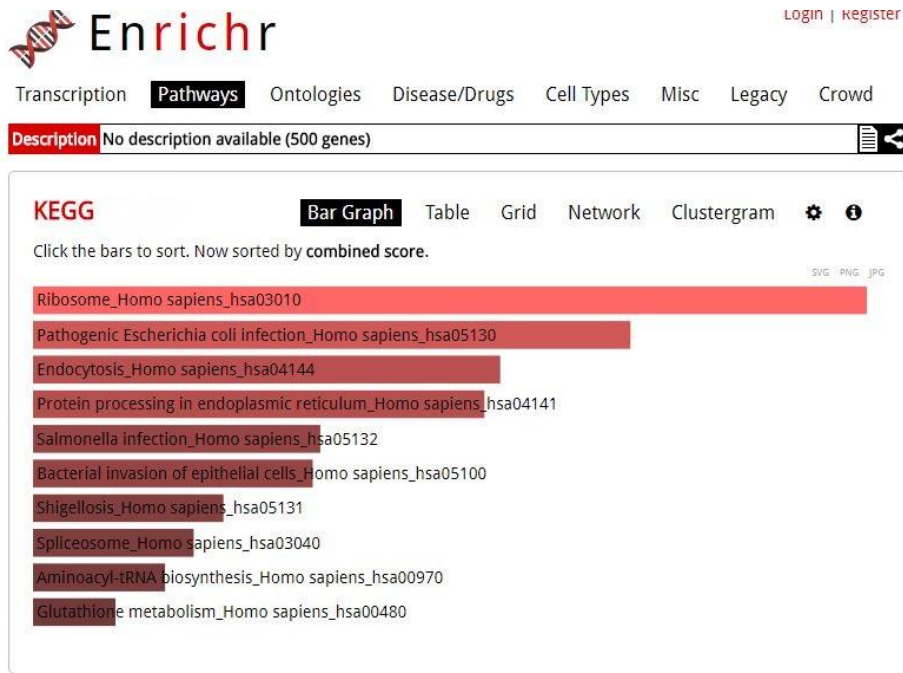 Login | Register
Enrichr
Transcription Pathways Ontologies Disease/Drugs Cell Types Misc Legacy Crowd
Description No description available (500 genes)
KEGG Bar Graph Table Grid Network Clustergram
Click the bars to sort. Now sorted by combined score.
SVG PNG JPG
Ribosome_Homo sapiens_hsa03010
Pathogenic Escherichia coli infection_Homo sapiens_hsa05130
Endocytosis_Homo sapiens_hsa04144
Protein processing in endoplasmic reticulum_Homo sapiens_hsa04141
Salmonella infection_Homo sapiens_hsa05132
Bacterial invasion of epithelial cells_Homo sapiens_hsa05100
Shigellosis_Homo sapiens_hsa05131
Spliceosome_Homo sapiens_hsa03040
Aminoacyl-tRNA biosynthesis_Homo sapiens_hsa00970
Glutathione metabolism_Homo sapiens_hsa00480